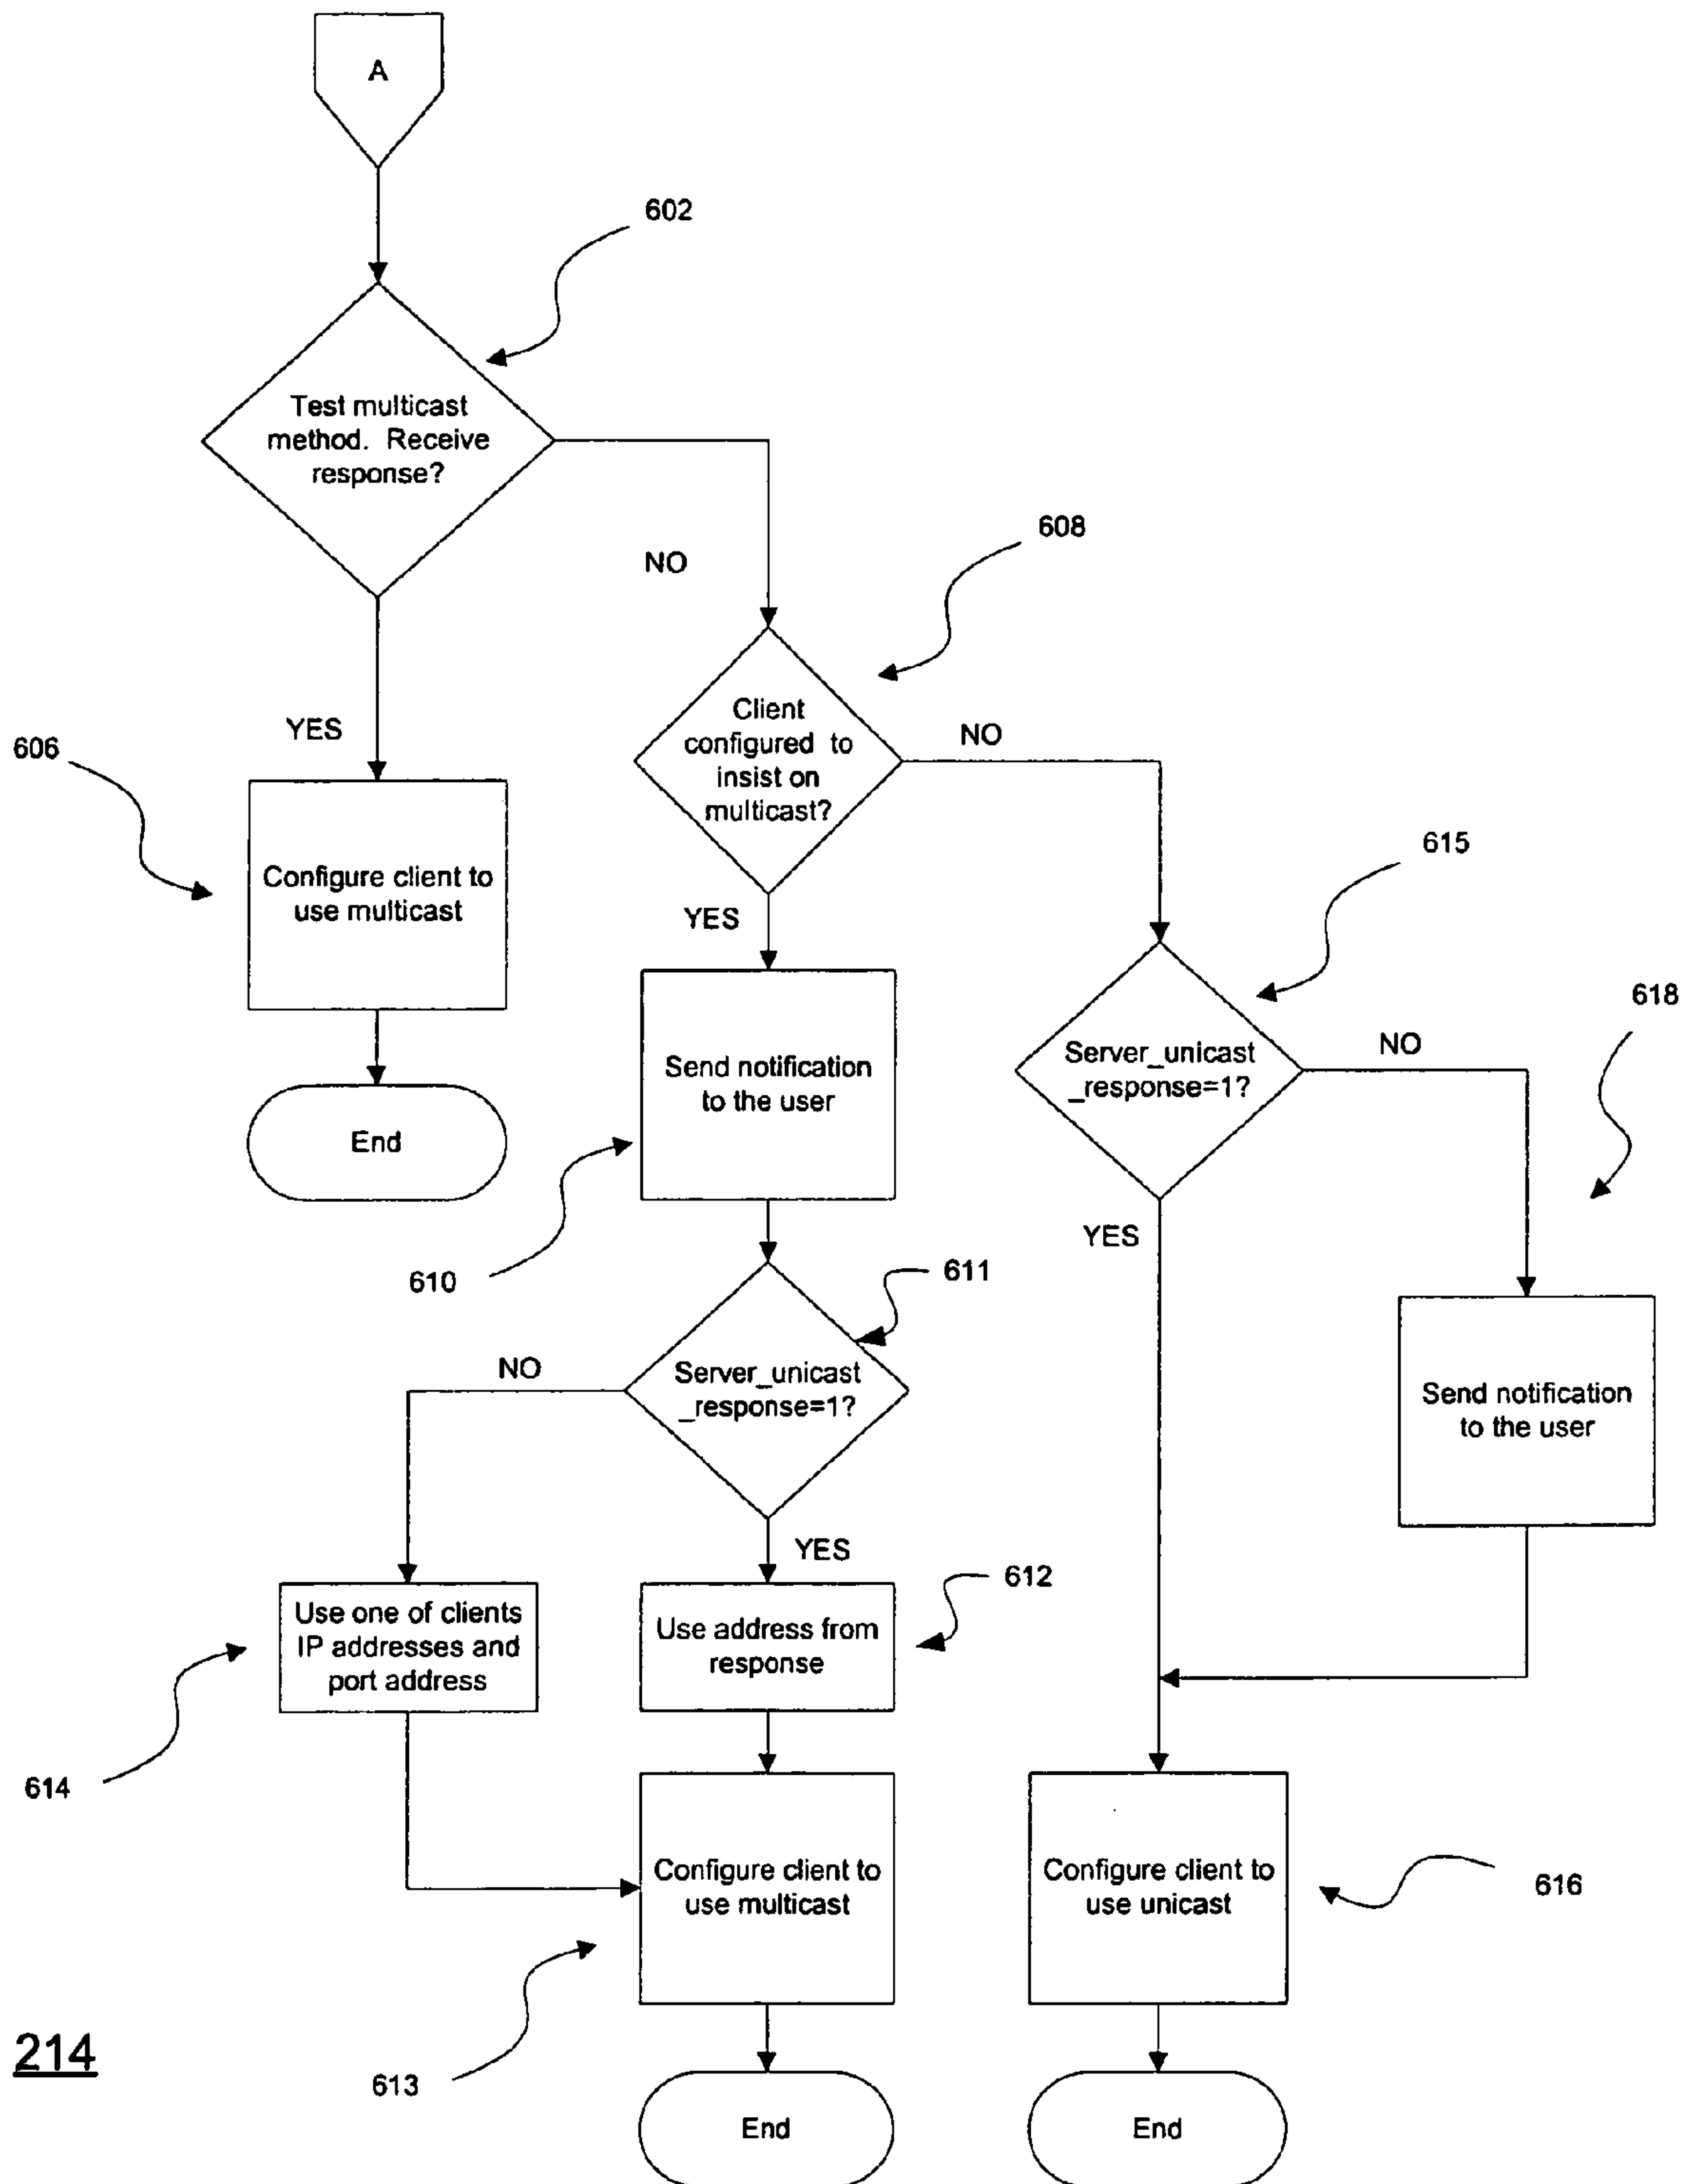 A
602
Test multicast
method. Receive
response?
NO
608
YES
606
Client
configured to
insist on
multicast?
NO
Configure client to
use multicast
YES
615
End
Send notification
to the user
610
Server_unicast
_response=1?
NO
618
YES
611
Server_unicast
_response=1?
NO
Send notification
to the user
YES
612
Use one of clients
IP addresses and
port address
Use address from
response
614
Configure client to
use multicast
613
Configure client to
use unicast
616
214
End
End